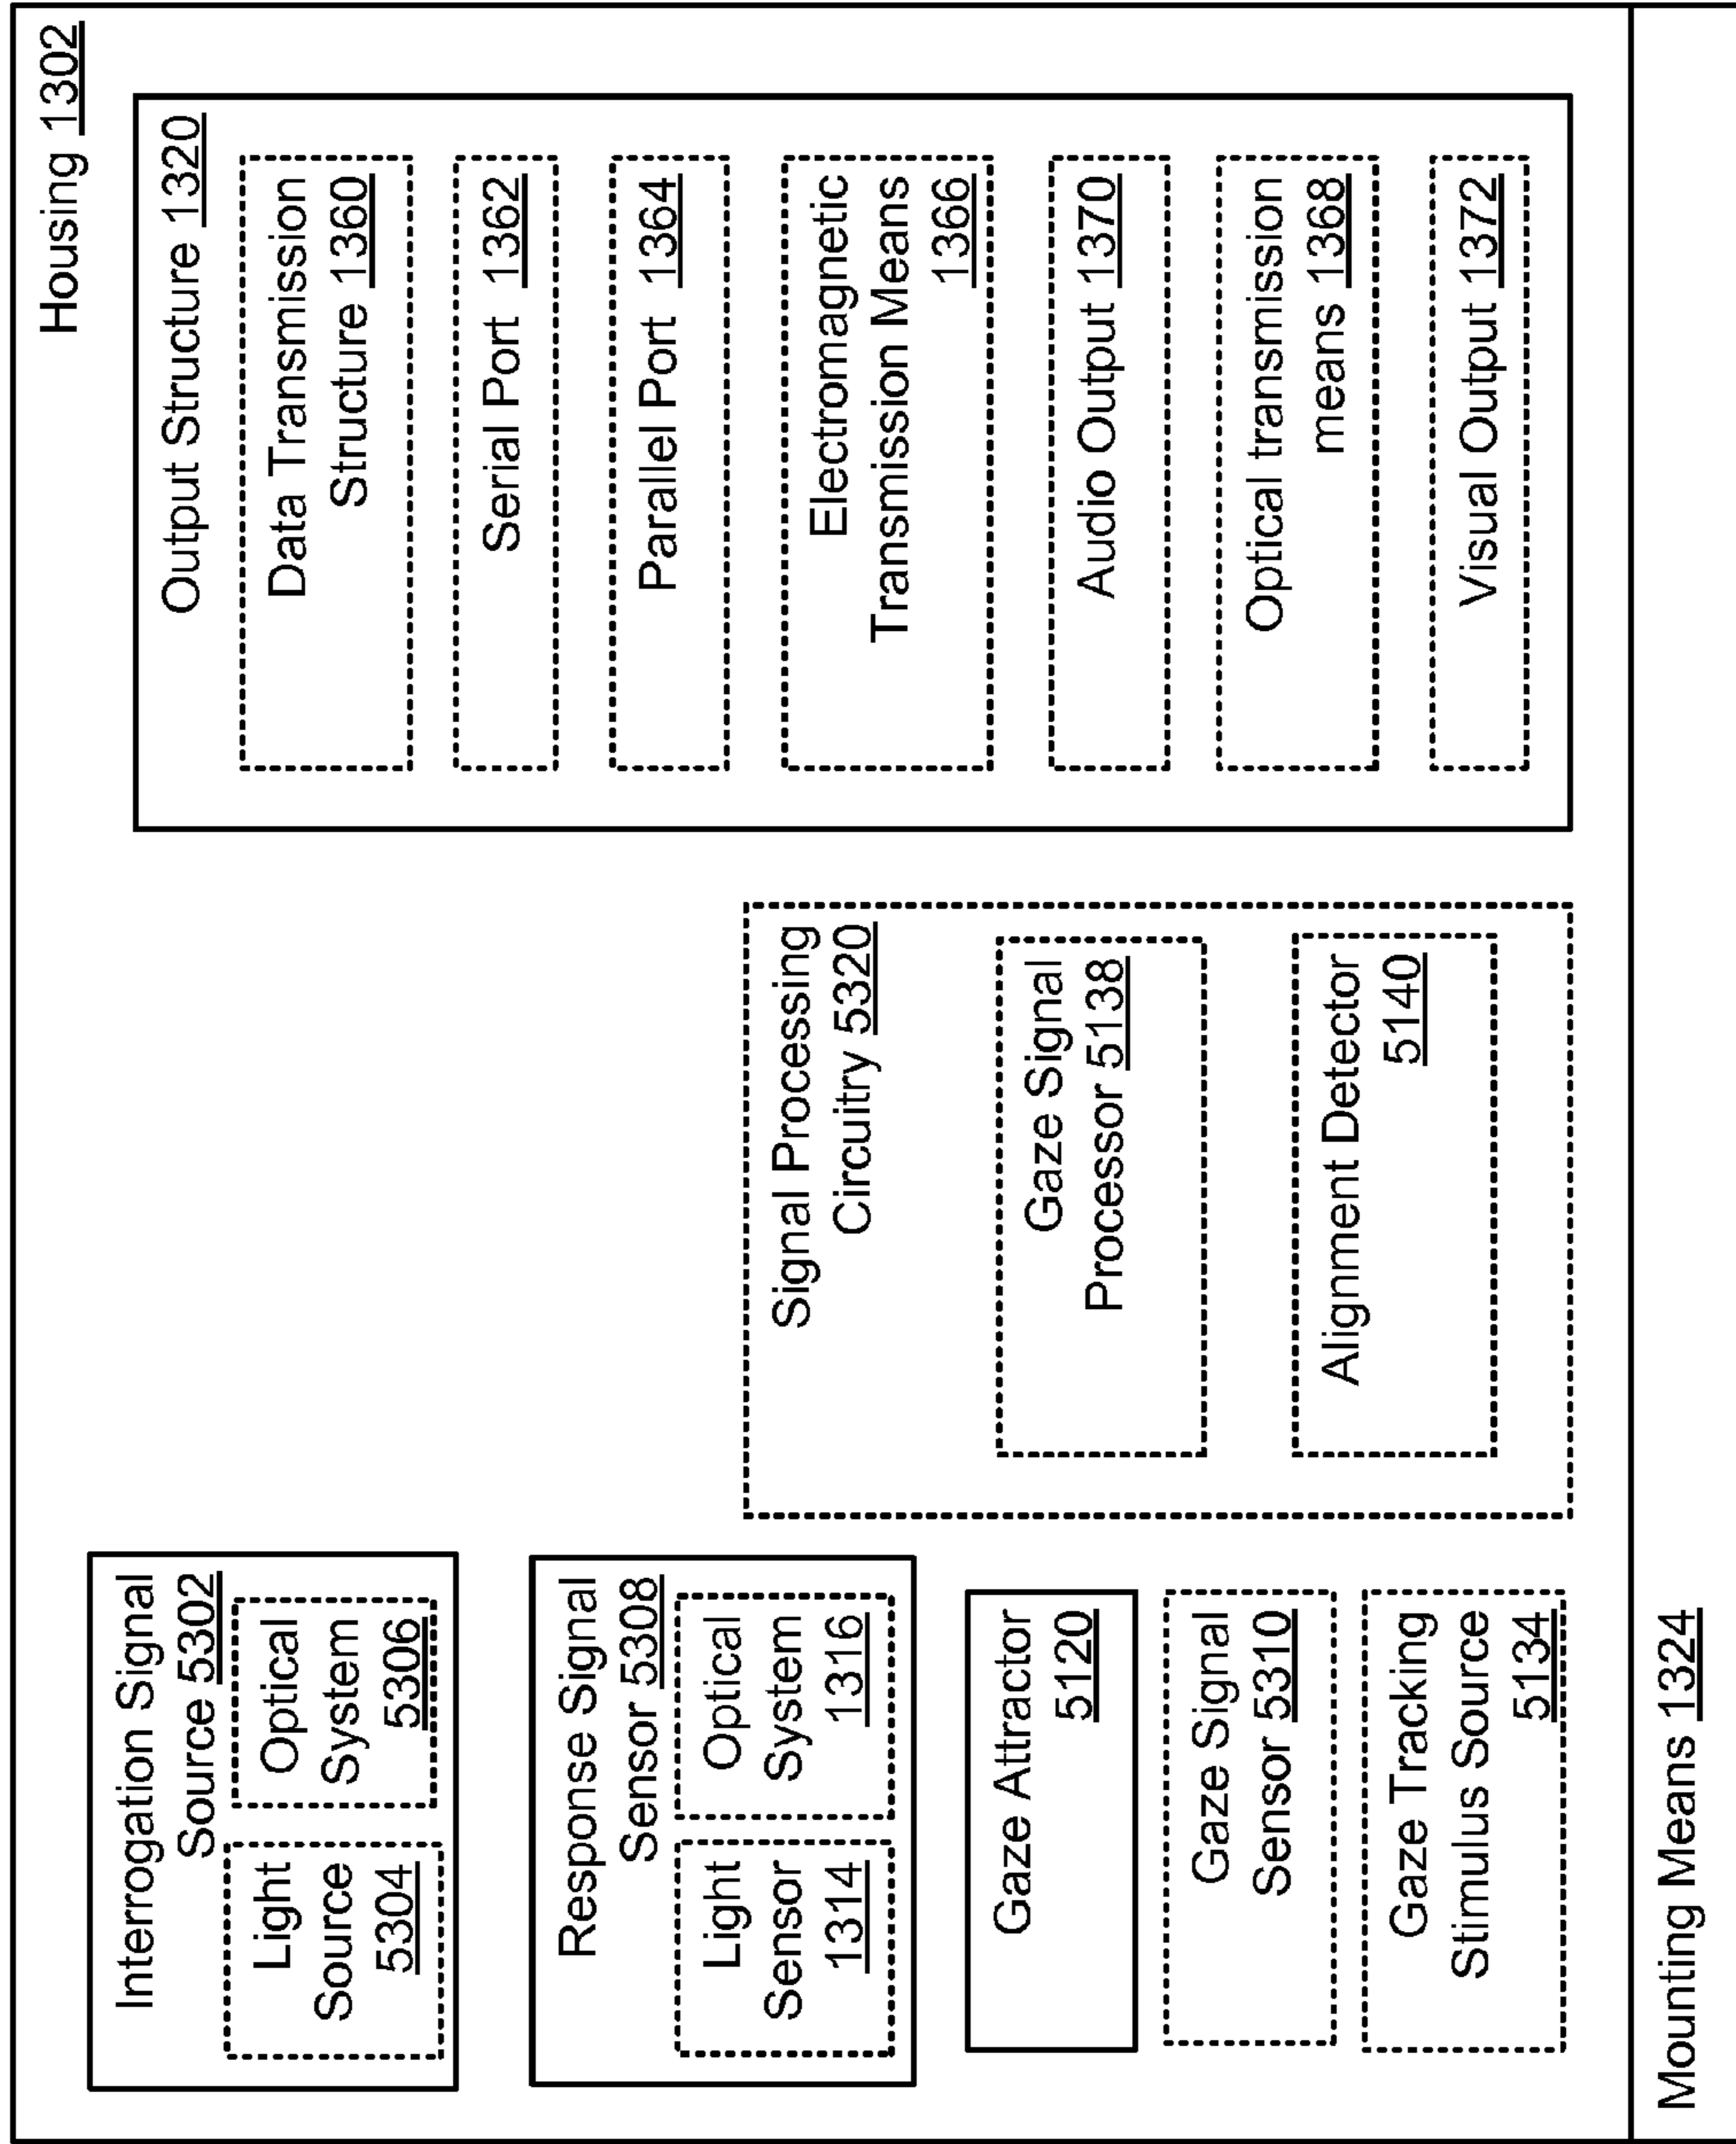 Housing 1302
Interrogation Signal
Source 5302
Light
Source
5304
Optical
System
5306
Response Signal
Sensor 5308
Light
Sensor
1314
Optical
System
1316
Gaze Attractor
5120
Gaze Signal
Sensor 5310
Gaze Tracking
Stimulus Source
5134
Signal Processing
Circuitry 5320
Gaze Signal
Processor 5138
Alignment Detector
5140
Output Structure 1320
Data Transmission
Structure 1360
Serial Port 1362
Parallel Port 1364
Electromagnetic
Transmission Means
1366
Audio Output 1370
Optical transmission
means 1368
Visual Output 1372
Mounting Means 1324